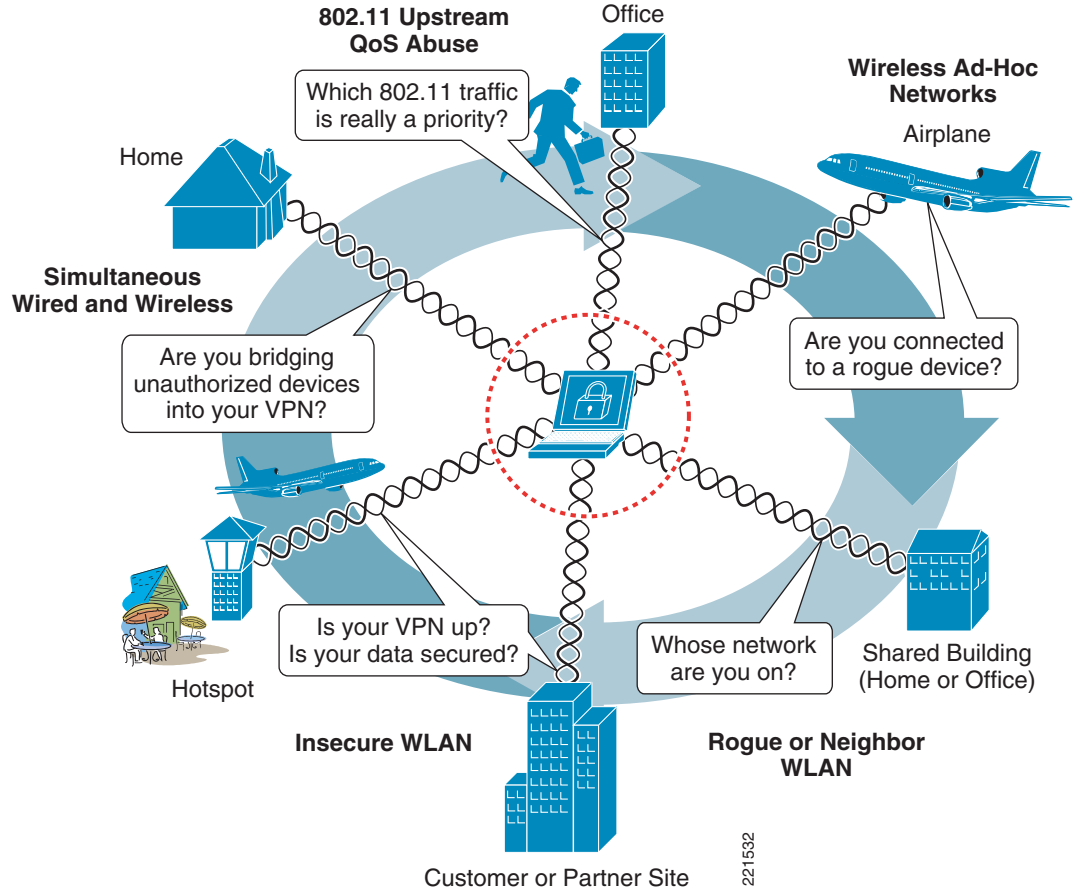 802.11 Upstream
QoS Abuse
Office
Which 802.11 traffic
is really a priority?
Wireless Ad-Hoc
Networks
Airplane
Home
Simultaneous
Wired and Wireless
Are you bridging
unauthorized devices
into your VPN?
Are you connected
to a rogue device?
Is your VPN up?
Is your data secured?
Whose network
are you on?
Shared Building
(Home or Office)
Hotspot
Insecure WLAN
Rogue or Neighbor
WLAN
Customer or Partner Site
221532